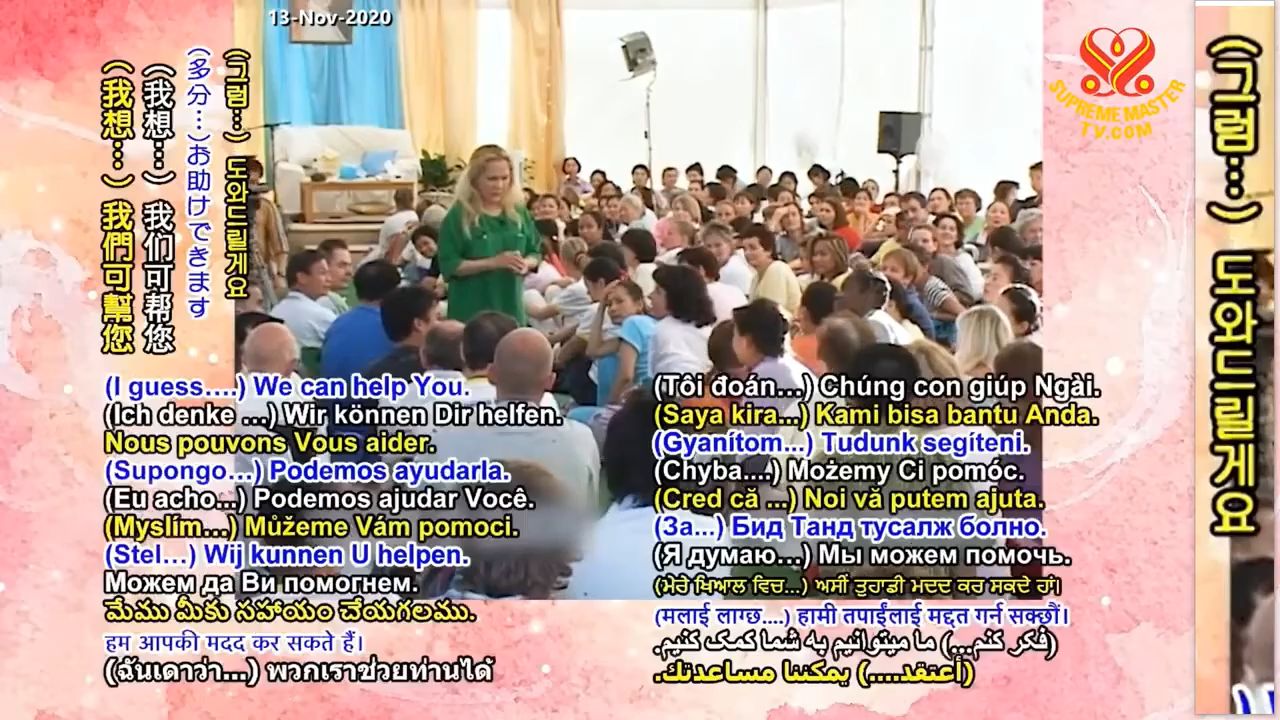 13-Nov-2020
SUPREME MASTER
TV.COM
(그럼…) 도와드릴게요
(多分…)お助けできます
(我想…) 我们可帮您
(我想…) 我們可幫您
(I guess….) We can help You.
(Ich denke ...) Wir können Dir helfen.
Nous pouvons Vous aider.
(Supongo…) Podemos ayudarla.
(Eu acho...) Podemos ajudar Você.
(Myslím...) Můžeme Vám pomoci.
(Stel…) Wij kunnen U helpen.
Можем да Ви помогнем.
మేము మీకు సహాయం చేయగలము.
हम आपकी मदद कर सकते हैं।
(ฉันเดาว่า...) พวกเราช่วยท่านได้
(Tôi đoán...) Chúng con giúp Ngài.
(Saya kira...) Kami bisa bantu Anda.
(Gyanítom...) Tudunk segíteni.
(Chyba....) Możemy Ci pomóc.
(Cred că ...) Noi vă putem ajuta.
(За...) Бид Танд тусалж болно.
(Я думаю...) Мы можем помочь.
(ਮੇਰੇ ਖਿਆਲ ਵਿਚ...) ਅਸੀਂ ਤੁਹਾਡੀ ਮਦਦ ਕਰ ਸਕਦੇ ਹਾਂ।
(मलाई लाग्छ....) हामी तपाईंलाई मद्दत गर्न सक्छौं।
(فکر کنم...) ما میتوانیم به شما کمک کنیم.
(أعتقد....) يمكننا مساعدتك.
(그럼…) 도와드릴게요